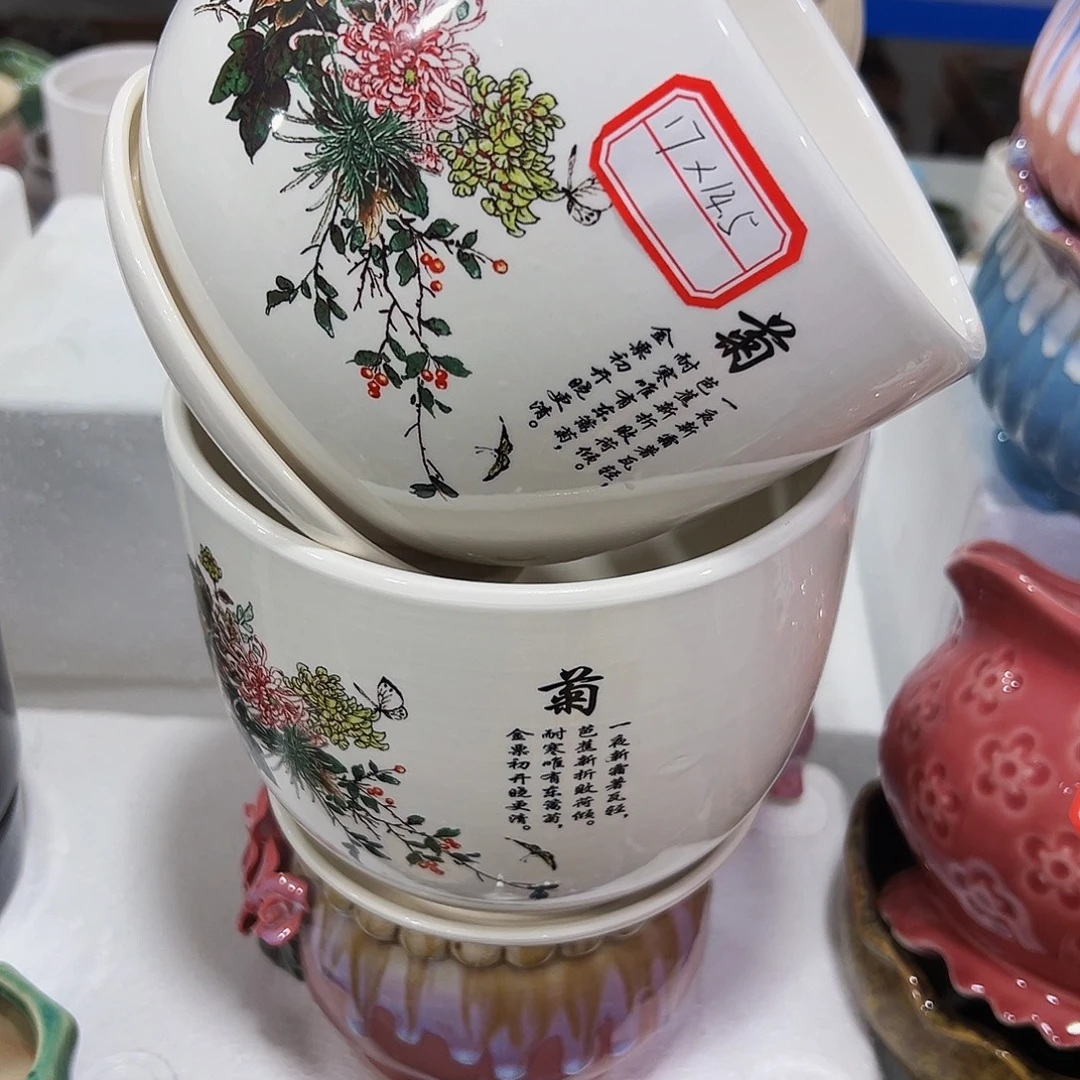 17×14.5
菊
一夜新霜著瓦轻，
芭蕉新折败荷倾。
耐寒唯有东篱菊，
金粟初开晓更清。
菊
一夜新霜著瓦轻，
芭蕉新折败荷倾。
耐寒唯有东篱菊，
金粟初开晓更清。